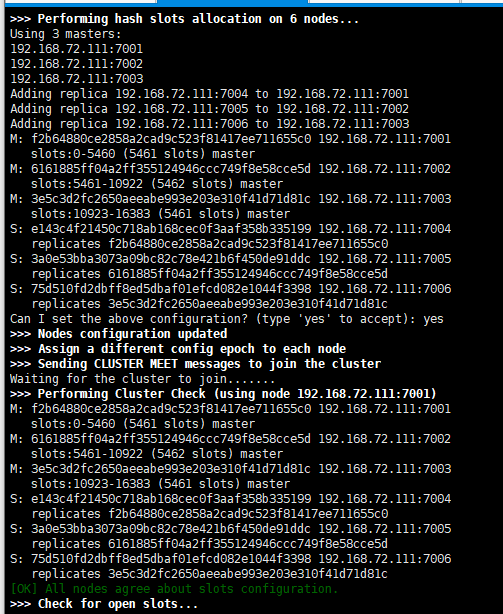 >>> Performing hash slots allocation on 6 nodes...
Using 3 masters:
192.168.72.111:7001
192.168.72.111:7002
192.168.72.111:7003
Adding replica 192.168.72.111:7004 to 192.168.72.111:7001
Adding replica 192.168.72.111:7005 to 192.168.72.111:7002
Adding replica 192.168.72.111:7006 to 192.168.72.111:7003
M: f2b64880ce2858a2cad9c523f81417ee711655c0 192.168.72.111:7001
slots:0-5460 (5461 slots) master
M: 6161885ff04a2ff355124946ccc749f8e58cce5d 192.168.72.111:7002
slots:5461-10922 (5462 slots) master
M: 3e5c3d2fc2650aeeabe993e203e310f41d71d81c 192.168.72.111:7003
slots:10923-16383 (5461 slots) master
S: e143c4f21450c718ab168cec0f3aaf358b335199 192.168.72.111:7004
replicates f2b64880ce2858a2cad9c523f81417ee711655c0
S: 3a0e53bba3073a09bc82c78e421b6f450de91ddc 192.168.72.111:7005
replicates 6161885ff04a2ff355124946ccc749f8e58cce5d
S: 75d510fd2dbff8ed5dbaf01efcd082e1044f3398 192.168.72.111:7006
replicates 3e5c3d2fc2650aeeabe993e203e310f41d71d81c
Can I set the above configuration? (type 'yes' to accept): yes
>>> Nodes configuration updated
>>> Assign a different config epoch to each node
>>> Sending CLUSTER MEET messages to join the cluster
Waiting for the cluster to join.......
>>> Performing Cluster Check (using node 192.168.72.111:7001)
M: f2b64880ce2858a2cad9c523f81417ee711655c0 192.168.72.111:7001
slots:0-5460 (5461 slots) master
M: 6161885ff04a2ff355124946ccc749f8e58cce5d 192.168.72.111:7002
slots:5461-10922 (5462 slots) master
M: 3e5c3d2fc2650aeeabe993e203e310f41d71d81c 192.168.72.111:7003
slots:10923-16383 (5461 slots) master
S: e143c4f21450c718ab168cec0f3aaf358b335199 192.168.72.111:7004
replicates f2b64880ce2858a2cad9c523f81417ee711655c0
S: 3a0e53bba3073a09bc82c78e421b6f450de91ddc 192.168.72.111:7005
replicates 6161885ff04a2ff355124946ccc749f8e58cce5d
S: 75d510fd2dbff8ed5dbaf01efcd082e1044f3398 192.168.72.111:7006
replicates 3e5c3d2fc2650aeeabe993e203e310f41d71d81c
[OK] All nodes agree about slots configuration.
>>> Check for open slots...